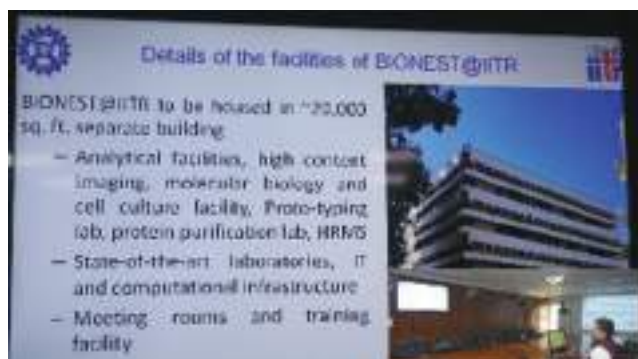 Details of the facilities of BIONEST@IITR
BIONEST@IITR to be housed in ~20,000
sq. ft. separate building
– Analytical facilities, high content
imaging, molecular biology and
cell culture facility, Proto-typing
lab, protein purification lab, HRMS
– State-of-the-art laboratories, IT
and computational infrastructure
– Meeting rooms and training
facility